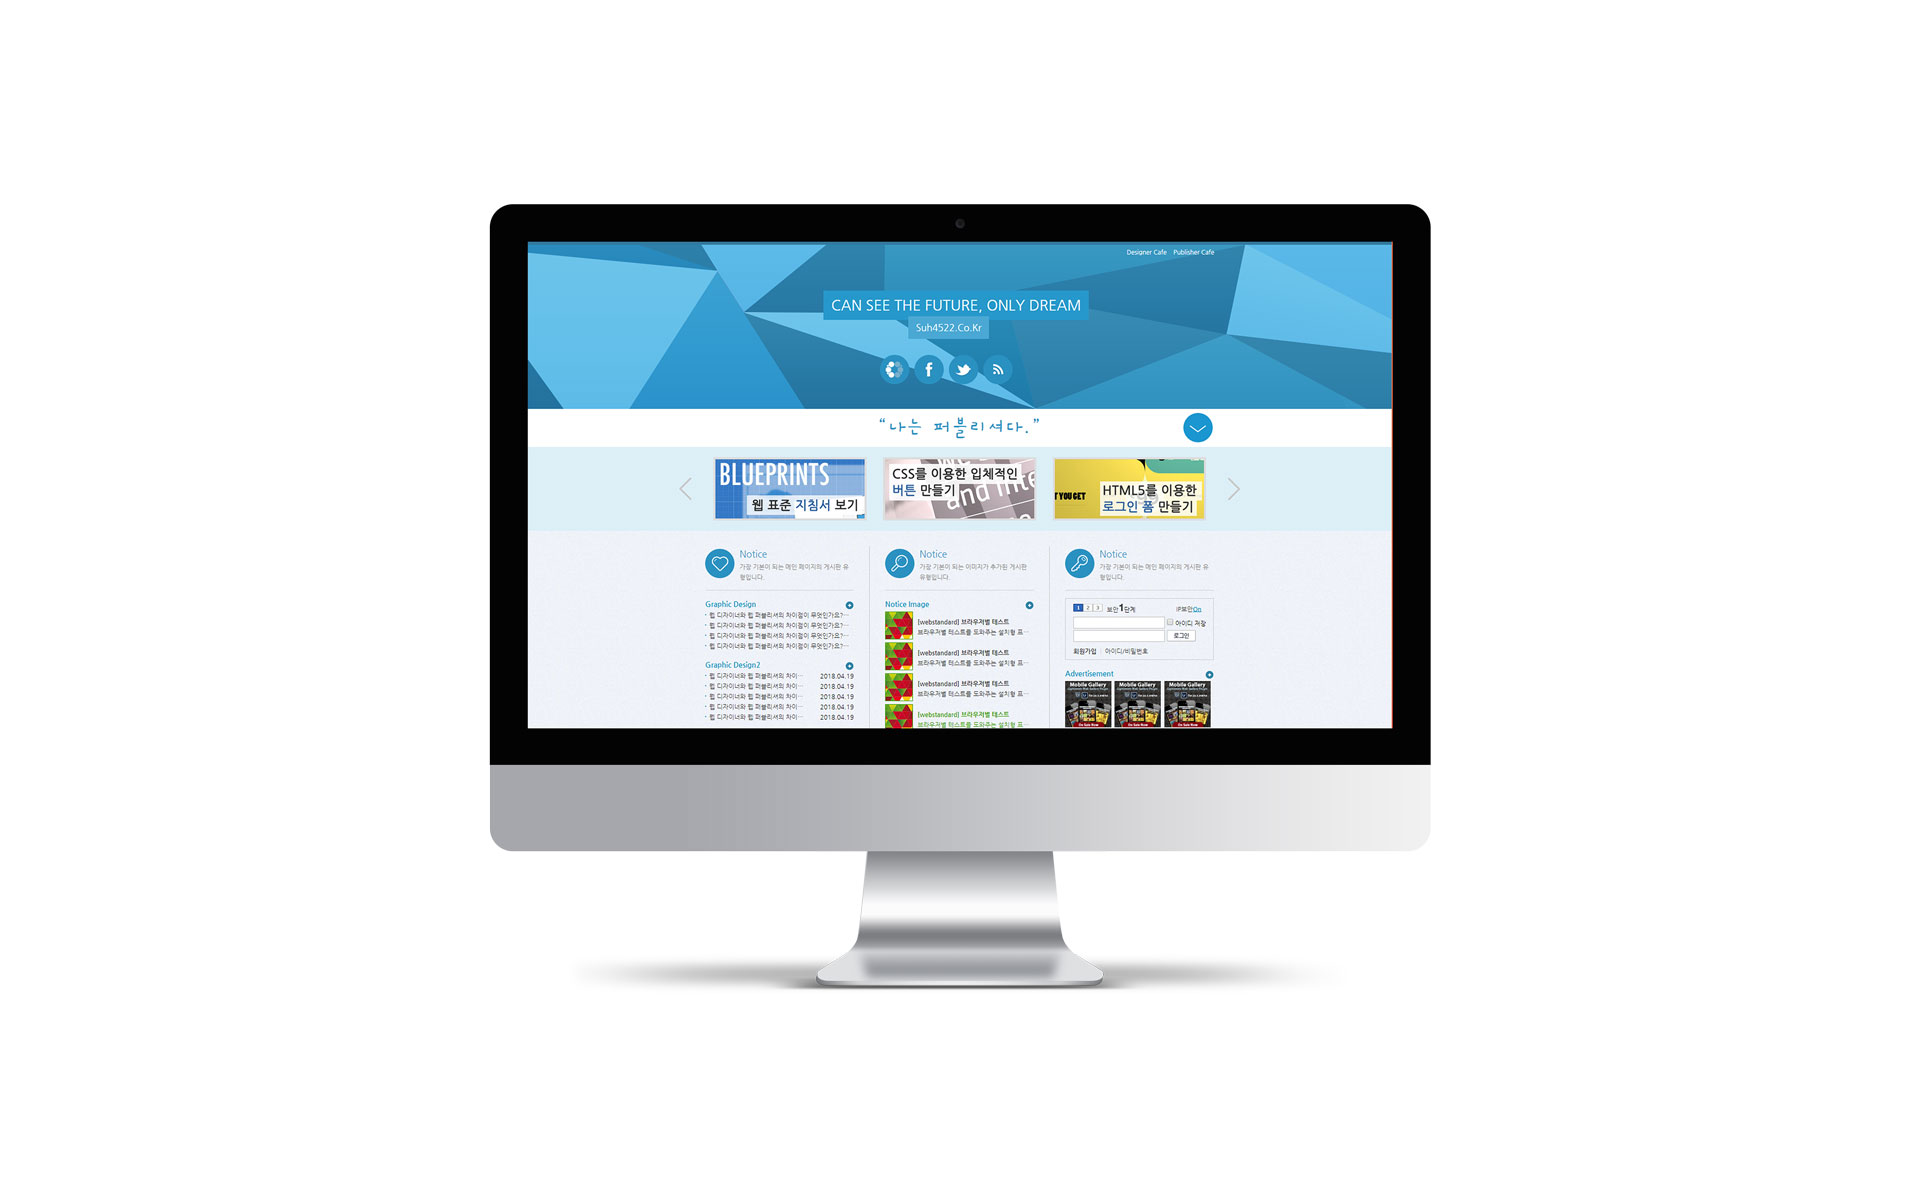 Designer Cafe Publisher Cafe
CAN SEE THE FUTURE, ONLY DREAM
Suh4522.Co.Kr
“나는 퍼블리셔다.”
BLUEPRINTS
웹 표준 지침서 보기
CSS를 이용한 입체적인
버튼 만들기
and inte
T YOU GET
HTML5를 이용한
로그인 폼 만들기
Notice
가장 기본이 되는 메인 페이지의 게시판 유
형입니다.
Graphic Design
웹 디자이너와 웹 퍼블리셔의 차이점이 무엇인가요?…
웹 디자이너와 웹 퍼블리셔의 차이점이 무엇인가요?…
웹 디자이너와 웹 퍼블리셔의 차이점이 무엇인가요?…
웹 디자이너와 웹 퍼블리셔의 차이점이 무엇인가요?…
Graphic Design2
웹 디자이너와 웹 퍼블리셔의 차이… 2018.04.19
웹 디자이너와 웹 퍼블리셔의 차이… 2018.04.19
웹 디자이너와 웹 퍼블리셔의 차이… 2018.04.19
웹 디자이너와 웹 퍼블리셔의 차이… 2018.04.19
웹 디자이너와 웹 퍼블리셔의 차이… 2018.04.19
Notice
가장 기본이 되는 이미지가 추가된 게시판
유형입니다.
Notice Image
[webstandard] 브라우저별 테스트
브라우저별 테스트를 도와주는 설치형 프…
[webstandard] 브라우저별 테스트
브라우저별 테스트를 도와주는 설치형 프…
[webstandard] 브라우저별 테스트
브라우저별 테스트를 도와주는 설치형 프…
[webstandard] 브라우저별 테스트
브라우저별 테스트를 도와주는 설치형 프…
Notice
가장 기본이 되는 메인 페이지의 게시판 유
형입니다.
1 2 3 보안1단계 IP보안On
아이디 저장
로그인
회원가입 아이디/비밀번호
Advertisement
Mobile Gallery Mobile Gallery Mobile Gallery
On Sale Now On Sale Now On Sale Now